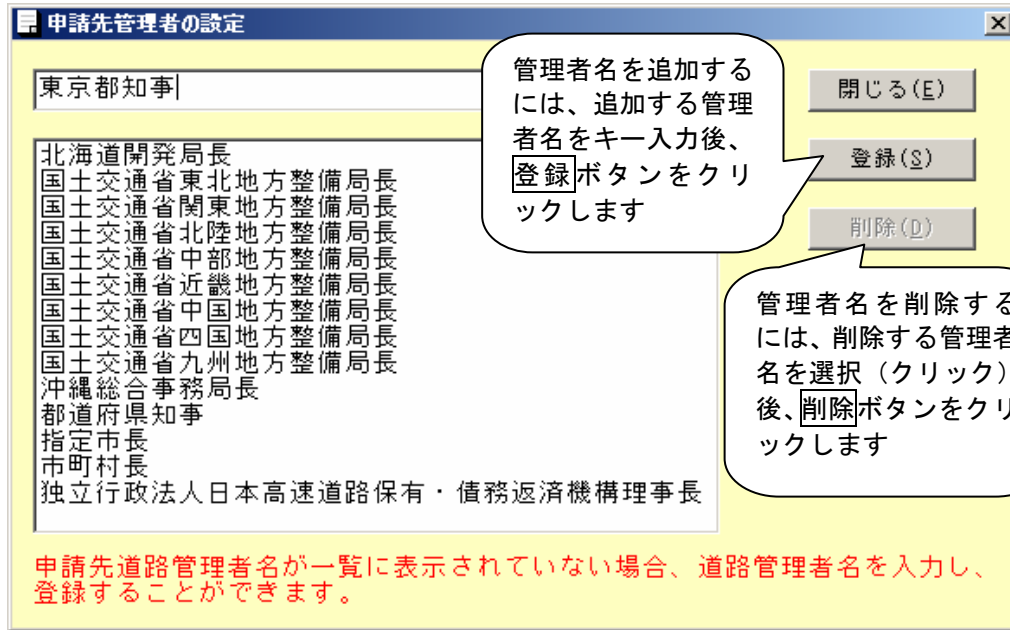 申請先管理者の設定
東京都知事
閉じる(E)
登録(S)
削除(D)
管理者名を追加する
には、追加する管理
者名をキー入力後、
登録ボタンをクリ
ックします
北海道開発局長
国土交通省東北地方整備局長
国土交通省関東地方整備局長
国土交通省北陸地方整備局長
国土交通省中部地方整備局長
国土交通省近畿地方整備局長
国土交通省中国地方整備局長
国土交通省四国地方整備局長
国土交通省九州地方整備局長
沖縄総合事務局長
都道府県知事
指定市長
市町村長
独立行政法人日本高速道路保有・債務返済機構理事長
管理者名を削除する
には、削除する管理者
名を選択（クリック）
後、削除ボタンをクリ
ックします
申請先道路管理者名が一覧に表示されていない場合、道路管理者名を入力し、
登録することができます。